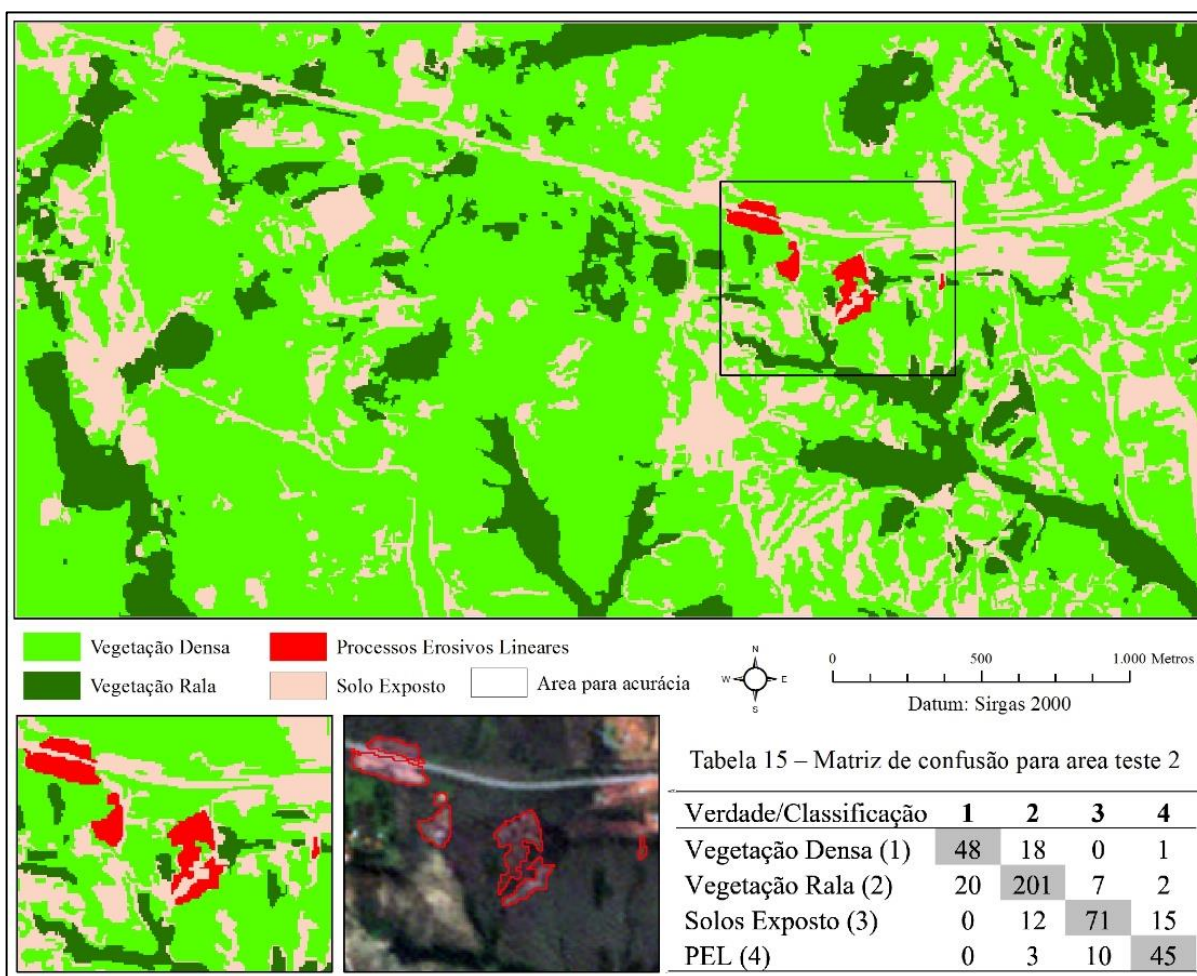 Vegetação Densa
Processos Erosivos Lineares
Vegetação Rala
Solo Exposto
Area para acurácia
N
W E
S
0 500 1.000 Metros
Datum: Sirgas 2000
Tabela 15 – Matriz de confusão para area teste 2
Verdade/Classificação 1 2 3 4
Vegetação Densa (1) 48 18 0 1
Vegetação Rala (2) 20 201 7 2
Solos Exposto (3) 0 12 71 15
PEL (4) 0 3 10 45